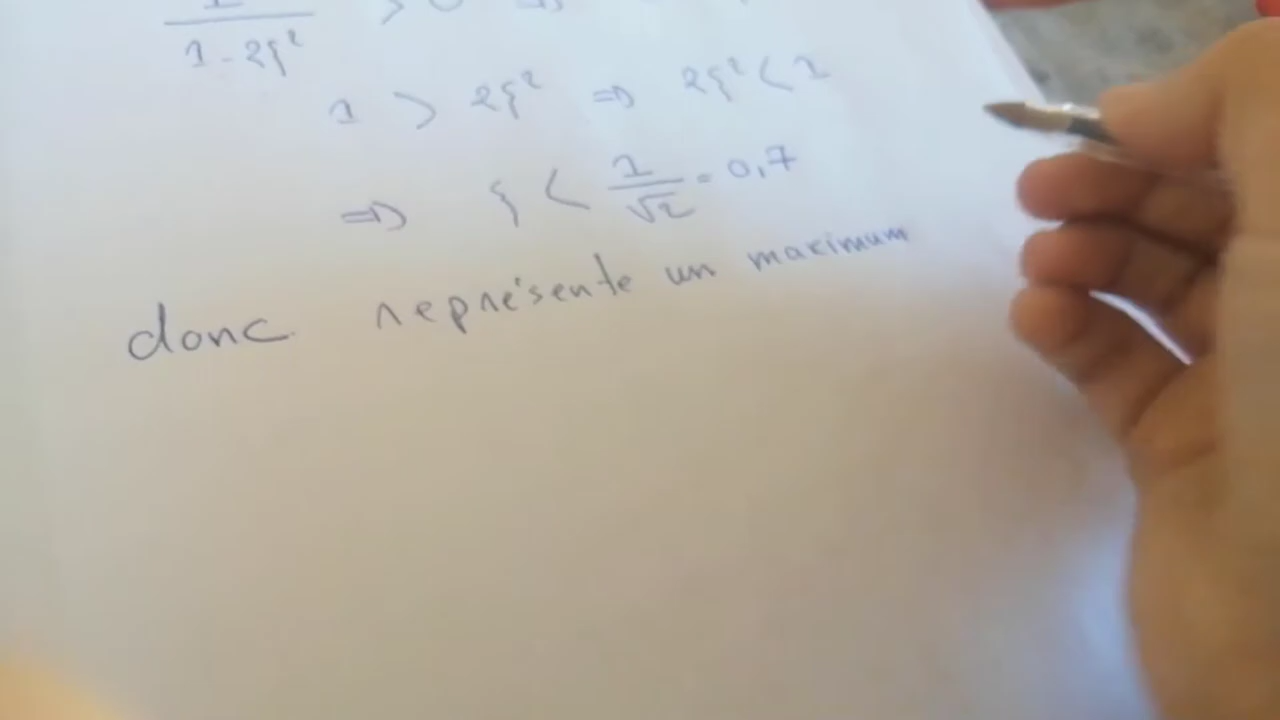 1 - 2ξ²
1 > 2ξ² ⇒ 2ξ² < 1
⇒ ξ < 1/√2 = 0,7
donc représente un maximum